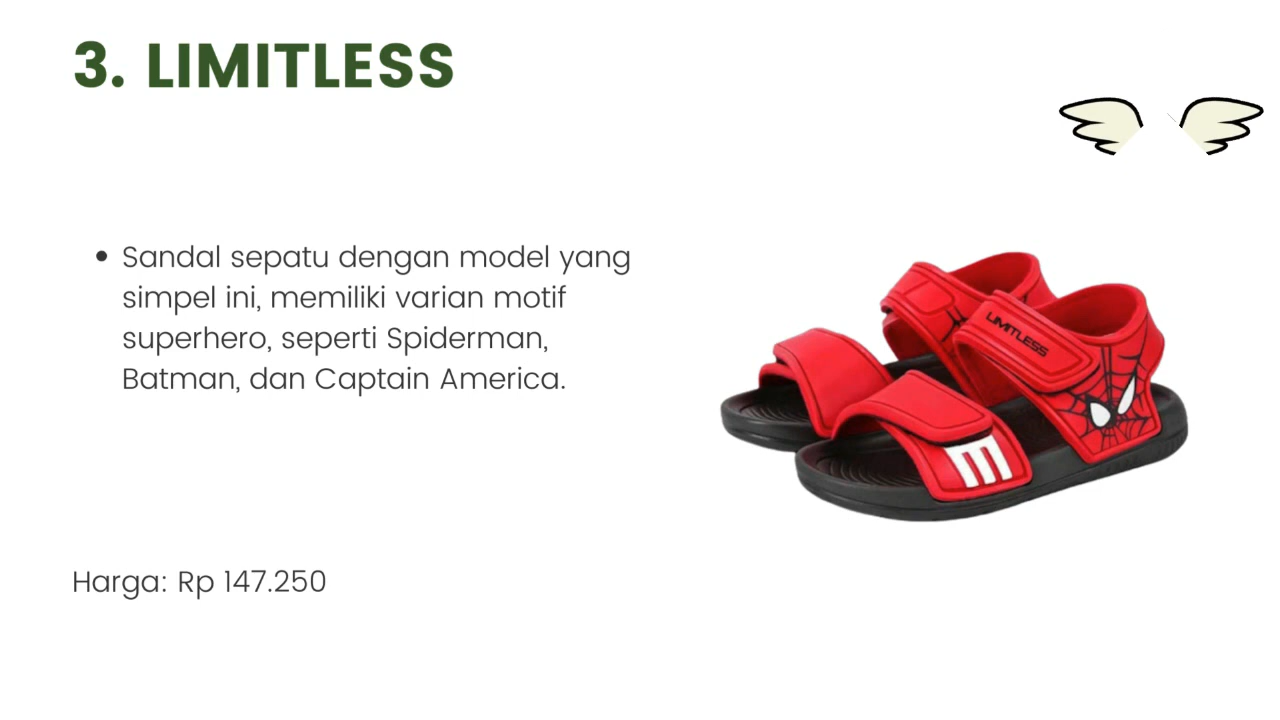 3. LIMITLESS
• Sandal sepatu dengan model yang
simpel ini, memiliki varian motif
superhero, seperti Spiderman,
Batman, dan Captain America.
LIMITLESS
Harga: Rp 147.250